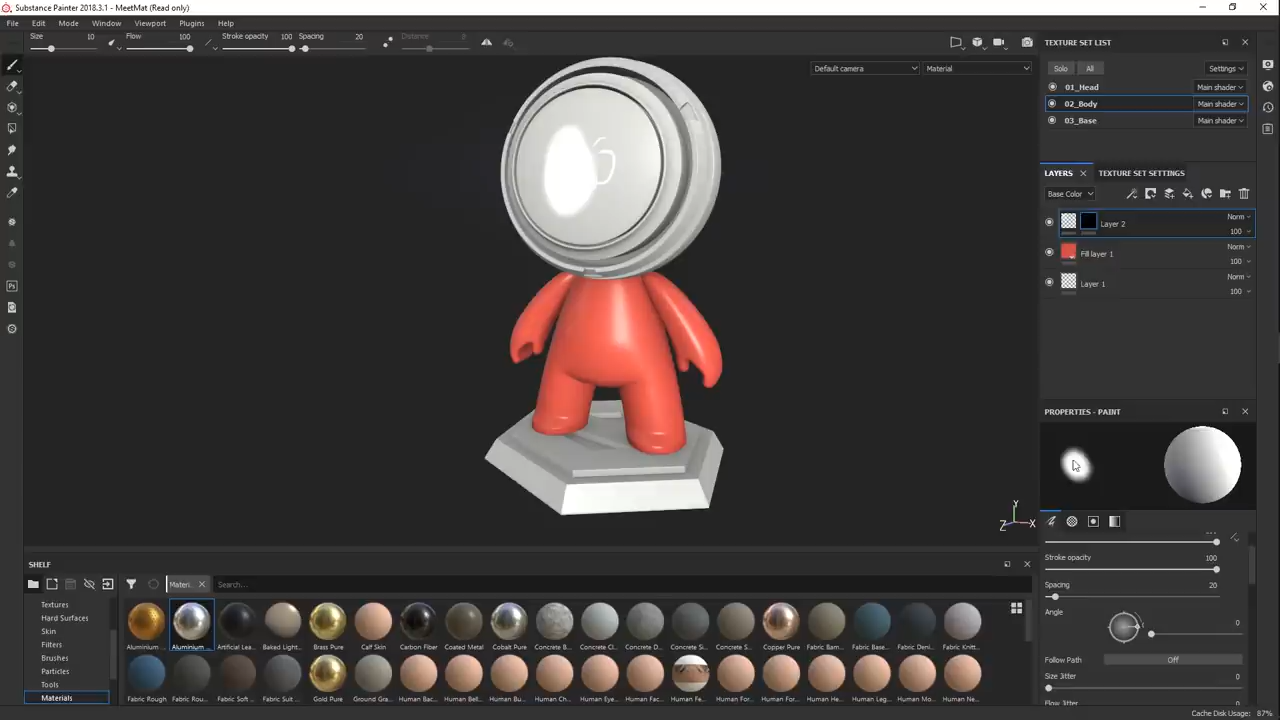 Substance Painter 2018.3.1 - MeetMat (Read only)
File Edit Mode Window Viewport Plugins Help
Size 10 Flow 100 Stroke opacity 100 Spacing 20 Distance 8
Default camera Material
TEXTURE SET LIST
Solo All Settings
01_Head Main shader
02_Body Main shader
03_Base Main shader
LAYERS TEXTURE SET SETTINGS
Base Color
Layer 2 Norm 100
Fill layer 1 Norm 100
Layer 1 Norm 100
PROPERTIES - PAINT
Stroke opacity 100
Spacing 20
Angle 0
Follow Path Off
Size Jitter 0
Flow Jitter
Y
Z X
SHELF
Materi... Search...
Textures
Hard Surfaces
Skin
Filters
Brushes
Particles
Tools
Materials
Aluminium ... Aluminium ... Artificial Lea... Baked Light... Brass Pure Calf Skin Carbon Fiber Coated Metal Cobalt Pure Concrete B... Concrete Cl... Concrete D... Concrete Si... Concrete S... Copper Pure Fabric Bam... Fabric Base... Fabric Deni... Fabric Knitt...
Fabric Rough Fabric Rou... Fabric Soft ... Fabric Suit ... Gold Pure Ground Gra... Human Bac... Human Bell... Human Bu... Human Ch... Human Eye... Human Fac... Human Fe... Human For... Human For... Human Leg... Human Mo... Human Ne...
Cache Disk Usage: 87%